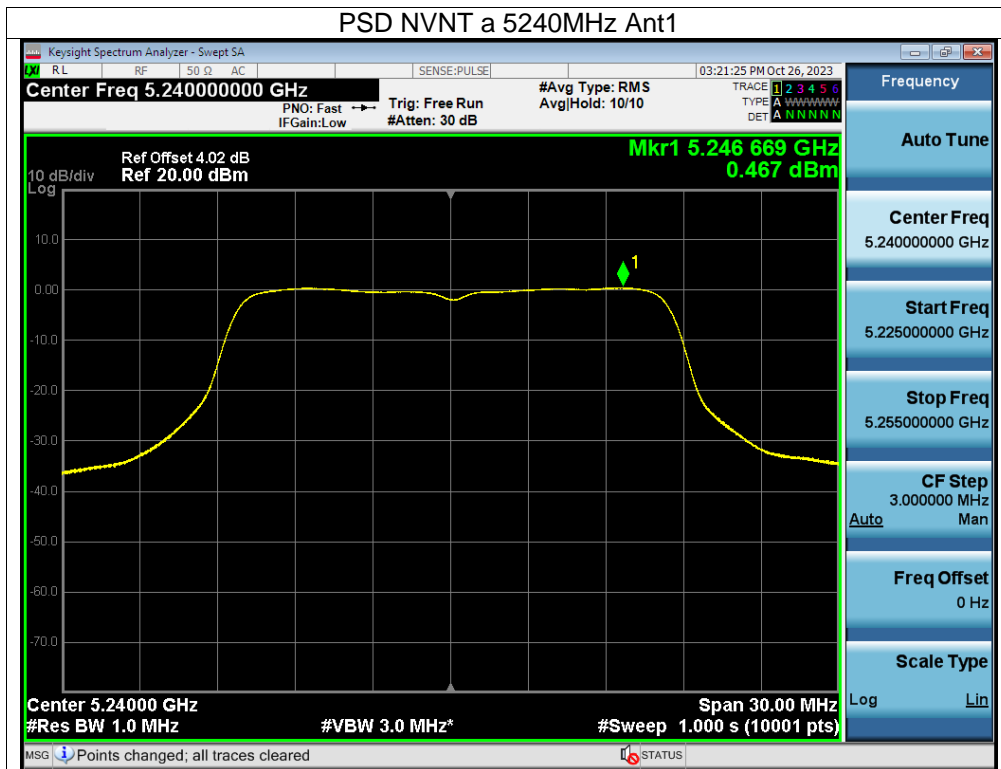 PSD NVNT a 5240MHz Ant1
Keysight Spectrum Analyzer - Swept SA
LXI RL RF 50 Ω AC SENSE:PULSE 03:21:25 PM Oct 26, 2023
Center Freq 5.240000000 GHz
PNO: Fast
IFGain:Low
Trig: Free Run
#Atten: 30 dB
#Avg Type: RMS
Avg|Hold: 10/10
TRACE 1 2 3 4 5 6
TYPE A WWWWW
DET A N N N N N
Mkr1 5.246 669 GHz
0.467 dBm
Ref Offset 4.02 dB
10 dB/div Ref 20.00 dBm
Log
10.0
0.00
-10.0
-20.0
-30.0
-40.0
-50.0
-60.0
-70.0
1
Center 5.24000 GHz Span 30.00 MHz
#Res BW 1.0 MHz #VBW 3.0 MHz* #Sweep 1.000 s (10001 pts)
MSG Points changed; all traces cleared STATUS
Frequency
Auto Tune
Center Freq
5.240000000 GHz
Start Freq
5.225000000 GHz
Stop Freq
5.255000000 GHz
CF Step
3.000000 MHz
Auto Man
Freq Offset
0 Hz
Scale Type
Log Lin